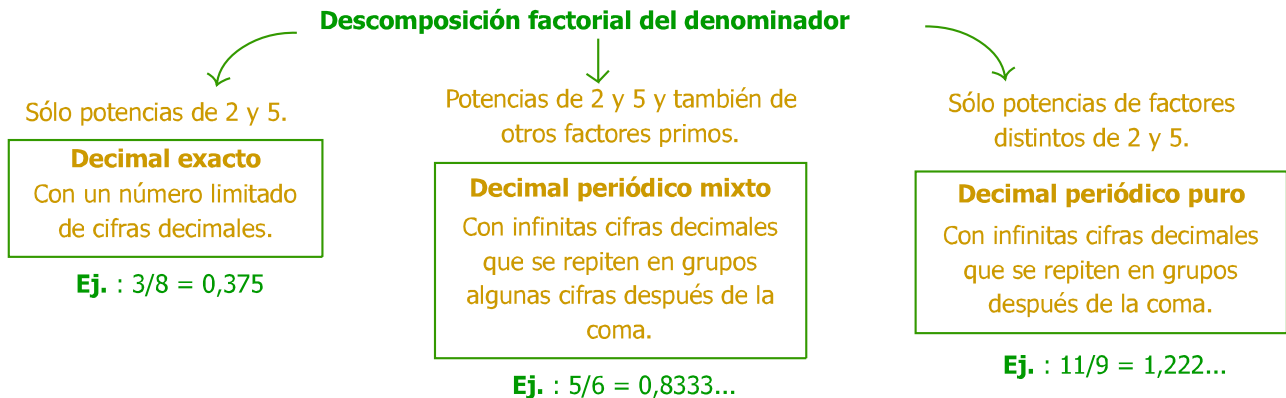 Descomposición factorial del denominador
Sólo potencias de 2 y 5.
Decimal exacto
Con un número limitado
de cifras decimales.
Ej. : 3/8 = 0,375
Potencias de 2 y 5 y también de
otros factores primos.
Decimal periódico mixto
Con infinitas cifras decimales
que se repiten en grupos
algunas cifras después de la
coma.
Ej. : 5/6 = 0,8333...
Sólo potencias de factores
distintos de 2 y 5.
Decimal periódico puro
Con infinitas cifras decimales
que se repiten en grupos
después de la coma.
Ej. : 11/9 = 1,222...